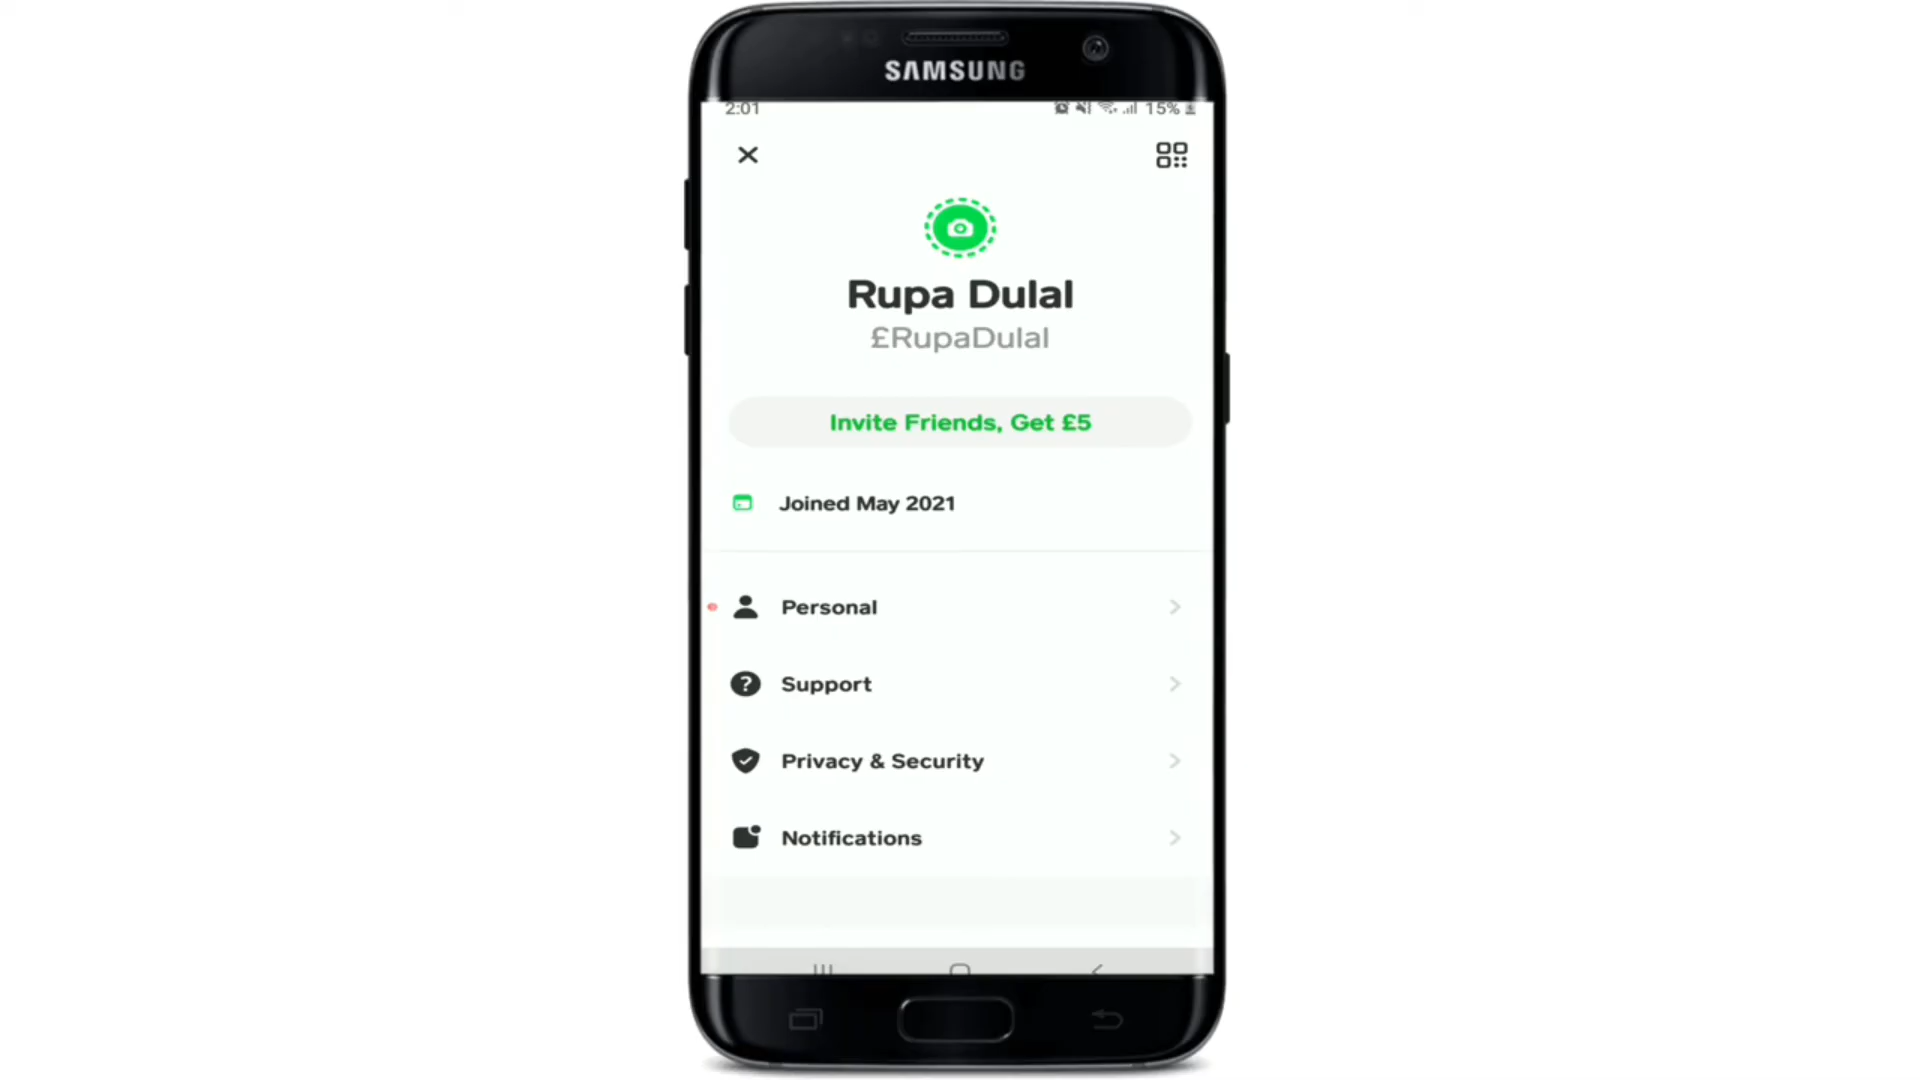 SAMSUNG
2:01 15%
Rupa Dulal
£RupaDulal
Invite Friends, Get £5
Joined May 2021
Personal
Support
Privacy & Security
Notifications